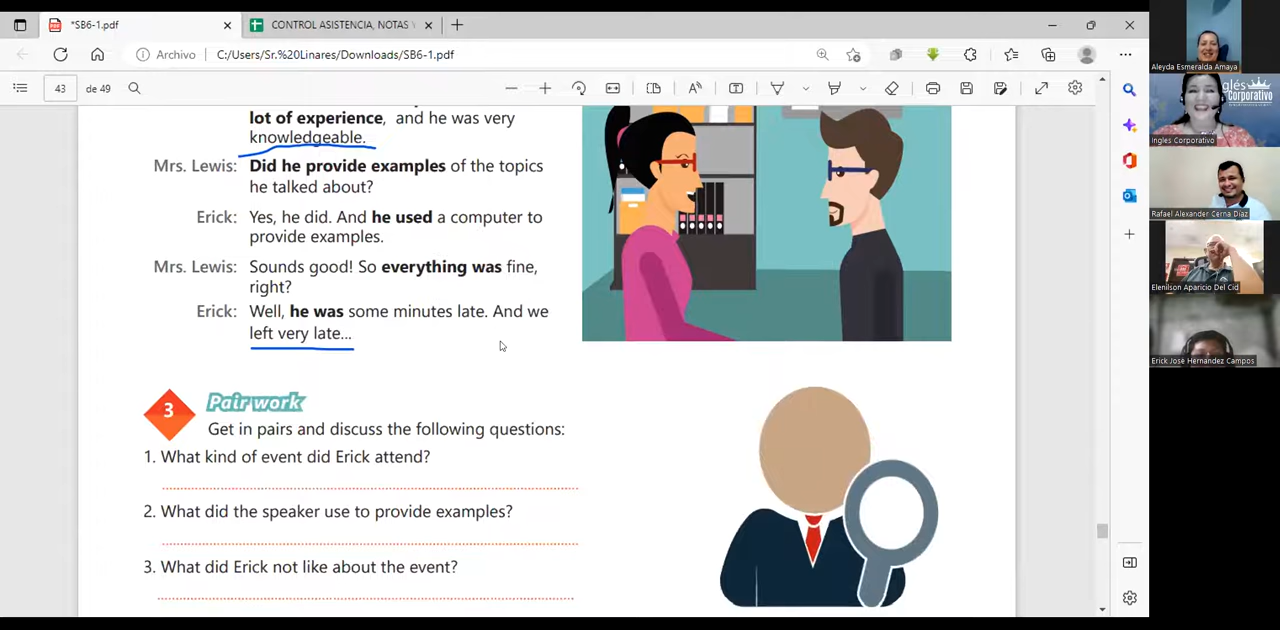 *SB6-1.pdf
CONTROL ASISTENCIA, NOTAS
Archivo
C:/Users/Sr.%20Linares/Downloads/SB6-1.pdf
43 de 49
lot of experience, and he was very
knowledgeable.
Mrs. Lewis: Did he provide examples of the topics
he talked about?
Erick: Yes, he did. And he used a computer to
provide examples.
Mrs. Lewis: Sounds good! So everything was fine,
right?
Erick: Well, he was some minutes late. And we
left very late...
3
Pair work
Get in pairs and discuss the following questions:
1. What kind of event did Erick attend?
2. What did the speaker use to provide examples?
3. What did Erick not like about the event?
Aleyda Esmeralda Amaya
Inglés
Corporativo
Ingles Corporativo
Rafael Alexander Cerna Diaz
Elenilson Aparicio Del Cid
Erick José Hernández Campos